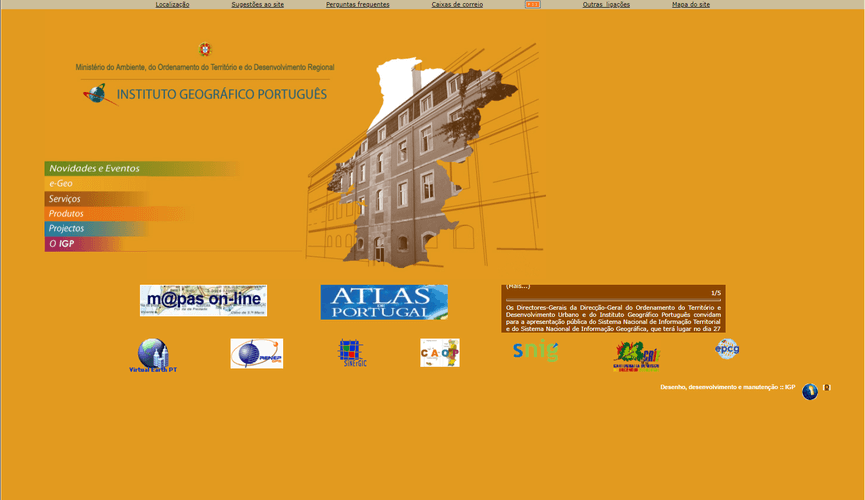 Localização Sugestões ao site Perguntas frequentes Caixas de correio Outras ligações Mapa do site
Ministério do Ambiente, do Ordenamento do Território e do Desenvolvimento Regional
INSTITUTO GEOGRÁFICO PORTUGUÊS
Novidades e Eventos
e-Geo
Serviços
Produtos
Projectos
O IGP
m@pas on-line
ATLAS
DE
PORTUGAL
(Mais...)
1/5
Os Directores-Gerais da Direcção-Geral do Ordenamento do Território e
Desenvolvimento Urbano e do Instituto Geográfico Português convidam
para a apresentação pública do Sistema Nacional de Informação Territorial
e do Sistema Nacional de Informação Geográfica, que terá lugar no dia 27
Virtual Earth PT
SiNErGIC
CAOP
snig
CRi
epcg
Desenho, desenvolvimento e manutenção :: IGP
[D]